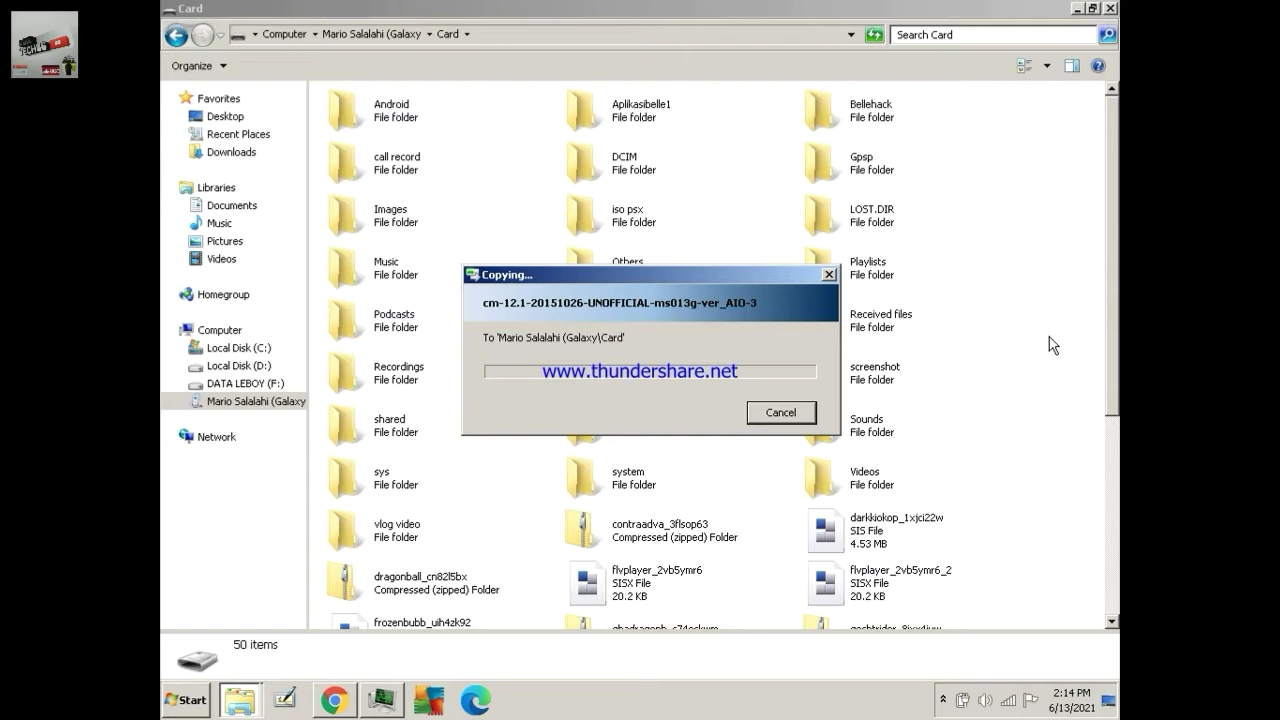 Card
Computer
Mario Salalahi (Galaxy
Card
Search Card
Organize
Favorites
Desktop
Recent Places
Downloads
Libraries
Documents
Music
Pictures
Videos
Homegroup
Computer
Local Disk (C:)
Local Disk (D:)
DATA LEBOY (F:)
Mario Salalahi (Galaxy
Network
Android
File folder
Aplikasibelle1
File folder
Bellehack
File folder
call record
File folder
DCIM
File folder
Gpsp
File folder
Images
File folder
iso psx
File folder
LOST.DIR
File folder
Music
File folder
Others
Playlists
File folder
Podcasts
File folder
Received files
File folder
Recordings
File folder
screenshot
File folder
shared
File folder
Sounds
File folder
sys
File folder
system
File folder
Videos
File folder
vlog video
File folder
contraadva_3flsop63
Compressed (zipped) Folder
darkkiokop_1xjci22w
SIS File
4.53 MB
dragonball_cn82l5bx
Compressed (zipped) Folder
flvplayer_2vb5ymr6
SISX File
20.2 KB
flvplayer_2vb5ymr6_2
SISX File
20.2 KB
frozenbubb_uih4zk92
Copying...
cm-12.1-20151026-UNOFFICIAL-ms013g-ver_AIO-3
To 'Mario Salalahi (Galaxy\Card'
www.thundershare.net
Cancel
50 items
Start
2:14 PM
6/13/2021